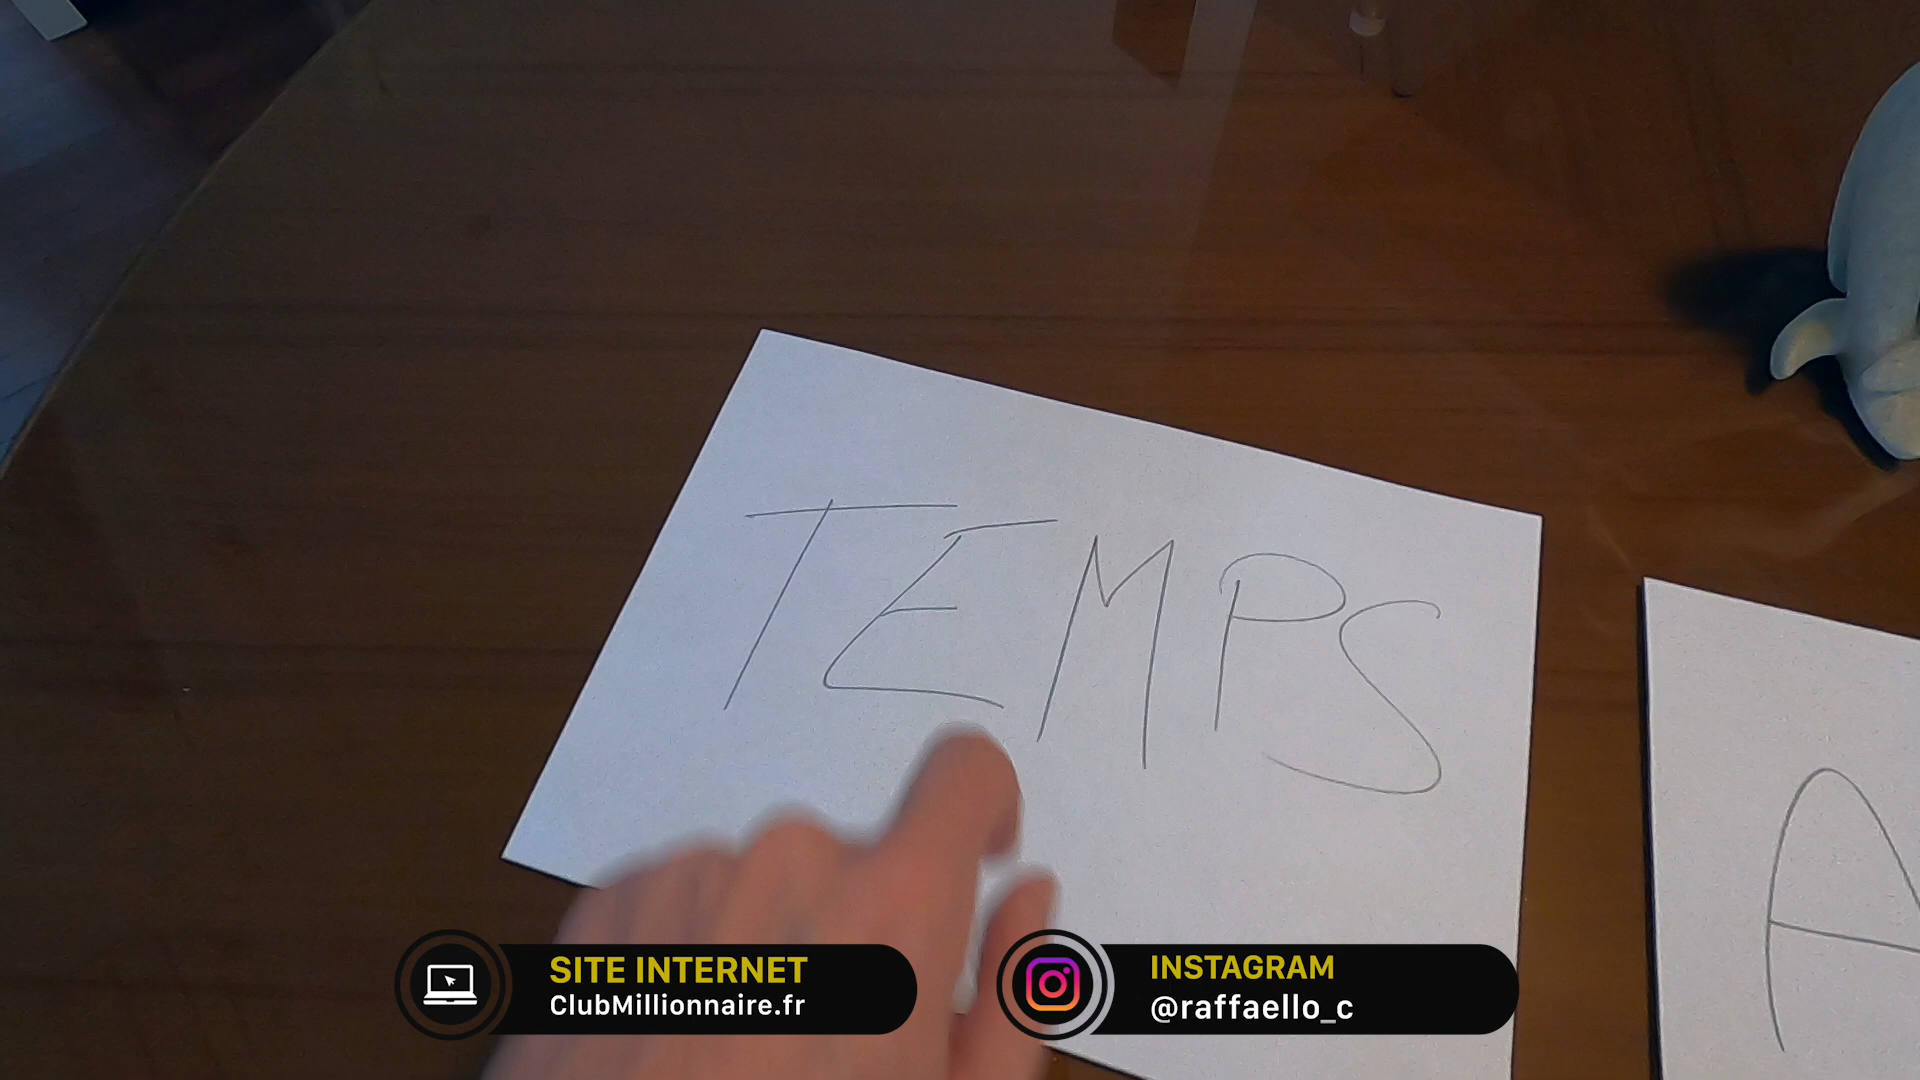 TEMPS
A
SITE INTERNET
ClubMillionnaire.fr
INSTAGRAM
@raffaello_c